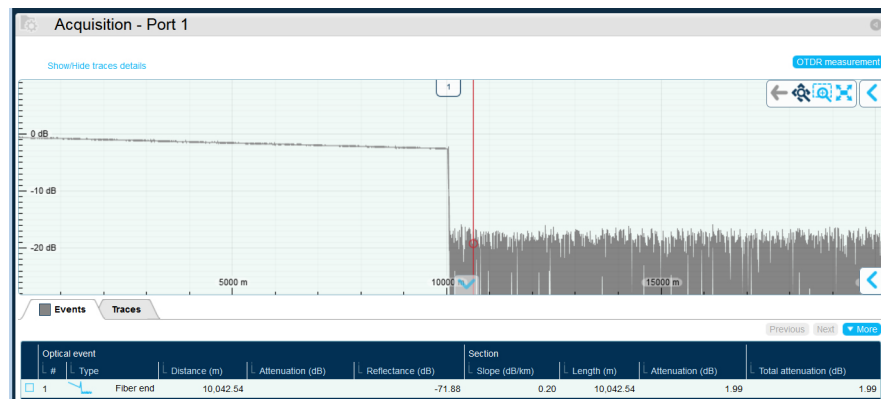 Acquisition - Port 1
Show/Hide traces details
OTDR measurement
1
0 dB
-10 dB
-20 dB
5000 m
10000 m
15000 m
Events Traces
Previous Next More
Optical event Section
# Type Distance (m) Attenuation (dB) Reflectance (dB) Slope (dB/km) Length (m) Attenuation (dB) Total attenuation (dB)
1 Fiber end 10,042.54 -71.88 0.20 10,042.54 1.99 1.99